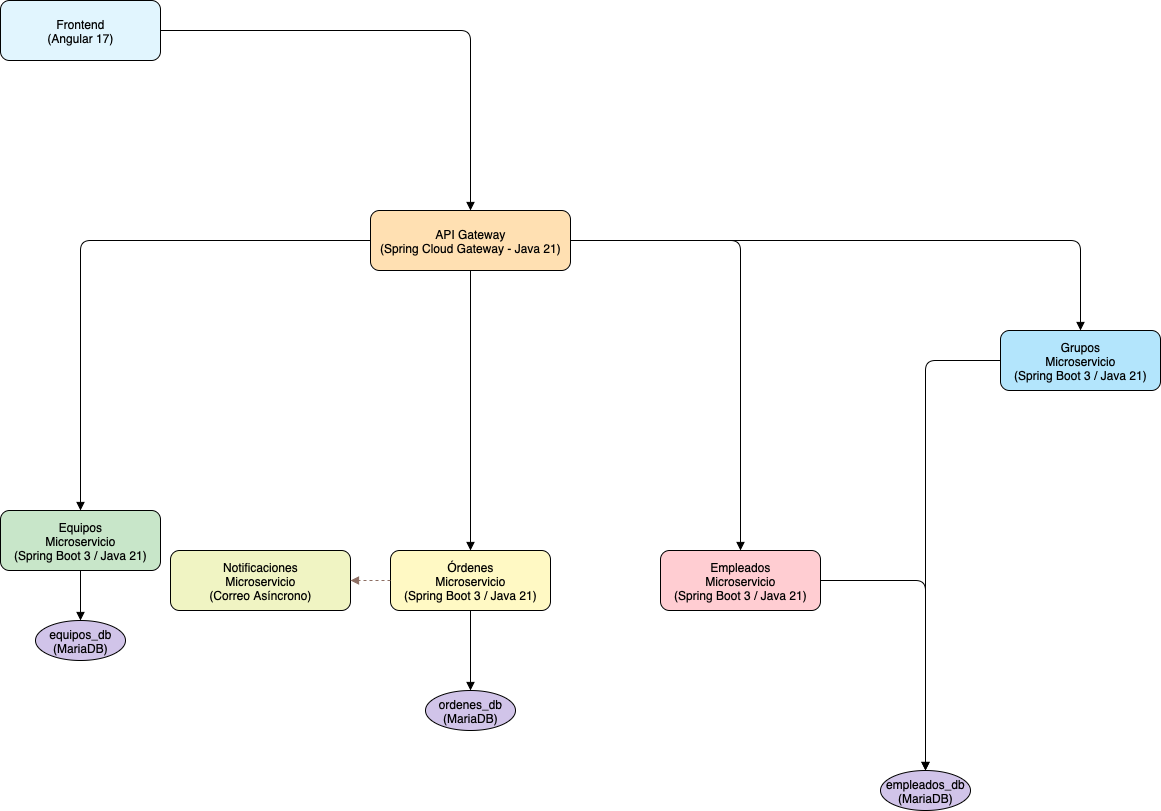 Frontend
(Angular 17)
API Gateway
(Spring Cloud Gateway - Java 21)
Grupos
Microservicio
(Spring Boot 3 / Java 21)
Equipos
Microservicio
(Spring Boot 3 / Java 21)
Notificaciones
Microservicio
(Correo Asíncrono)
Órdenes
Microservicio
(Spring Boot 3 / Java 21)
Empleados
Microservicio
(Spring Boot 3 / Java 21)
equipos_db
(MariaDB)
ordenes_db
(MariaDB)
empleados_db
(MariaDB)